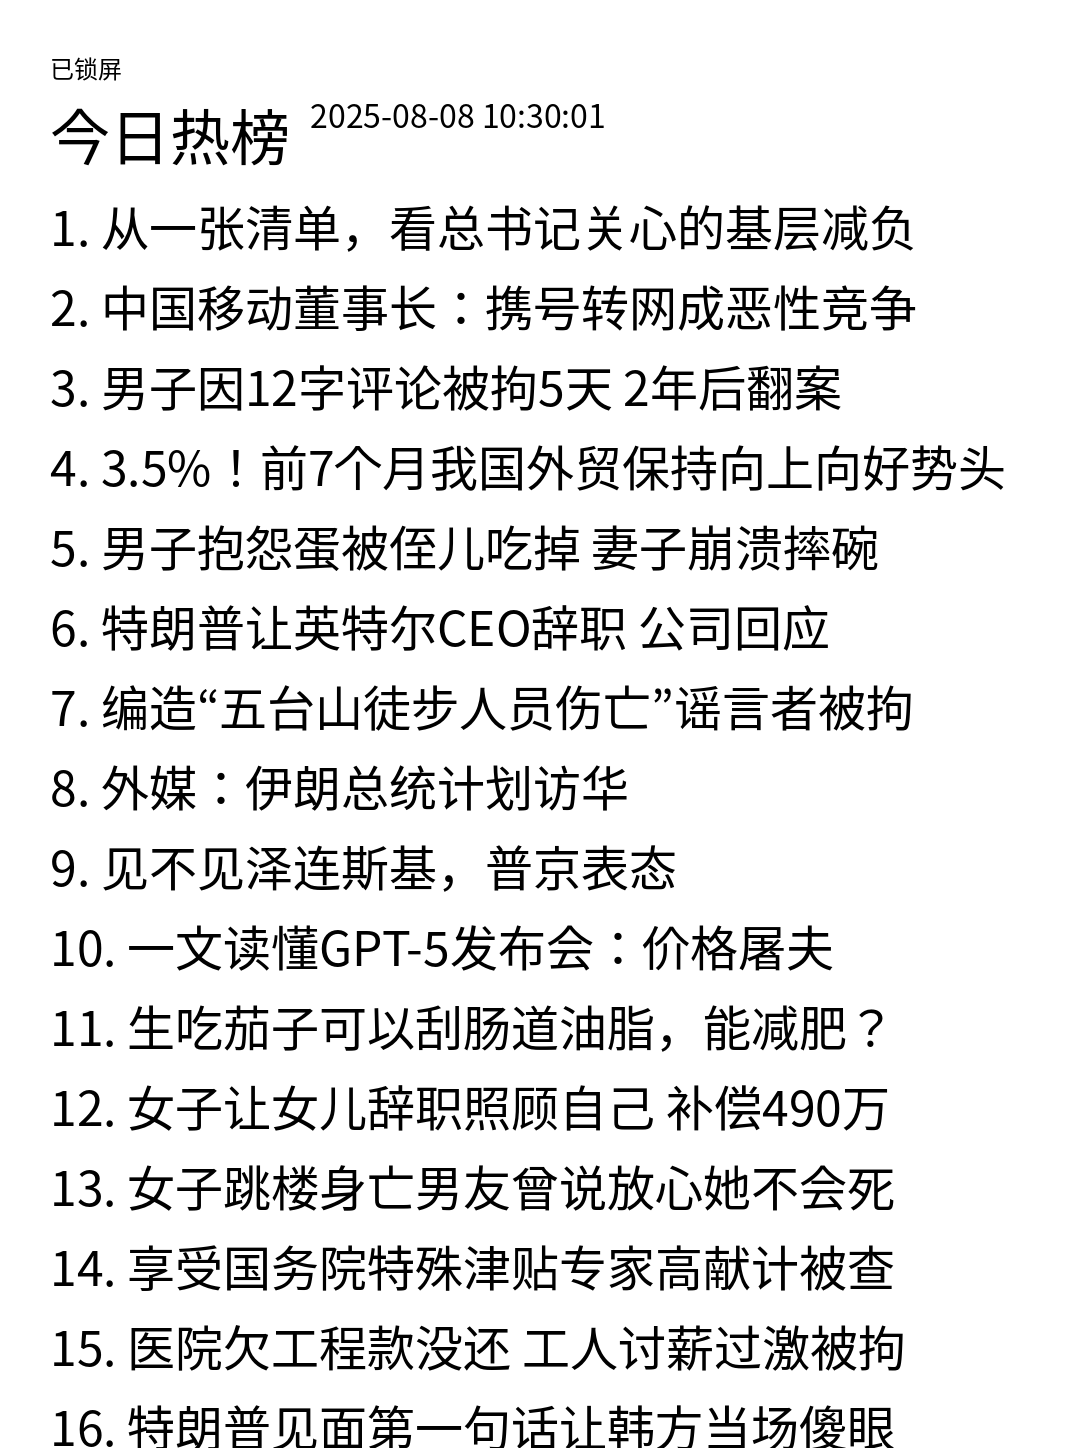 已锁屏
今日热榜 2025-08-08 10:30:01
1. 从一张清单，看总书记关心的基层减负
2. 中国移动董事长：携号转网成恶性竞争
3. 男子因12字评论被拘5天 2年后翻案
4. 3.5%！前7个月我国外贸保持向上向好势头
5. 男子抱怨蛋被侄儿吃掉 妻子崩溃摔碗
6. 特朗普让英特尔CEO辞职 公司回应
7. 编造“五台山徒步人员伤亡”谣言者被拘
8. 外媒：伊朗总统计划访华
9. 见不见泽连斯基，普京表态
10. 一文读懂GPT-5发布会：价格屠夫
11. 生吃茄子可以刮肠道油脂，能减肥？
12. 女子让女儿辞职照顾自己 补偿490万
13. 女子跳楼身亡男友曾说放心她不会死
14. 享受国务院特殊津贴专家高献计被查
15. 医院欠工程款没还 工人讨薪过激被拘
16. 特朗普见面第一句话让韩方当场傻眼